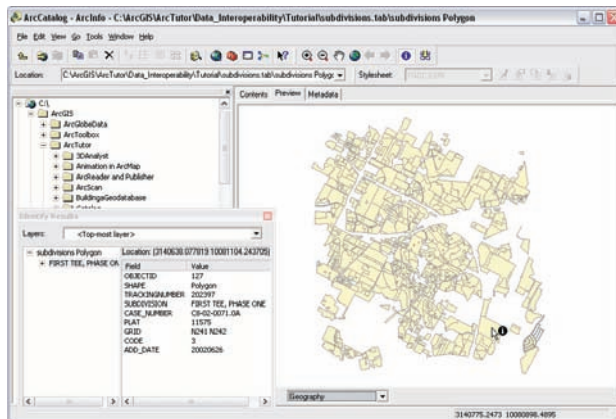 ArcCatalog - ArcInfo - C:\ArcGIS\ArcTutor\Data_Interoperability\Tutorial\subdivisions.tab\subdivisions Polygon
File Edit View Go Tools Window Help
Location: C:\ArcGIS\ArcTutor\Data_Interoperability\Tutorial\subdivisions.tab\subdivisions Polygc Stylesheet:
Contents Preview Metadata
C:\
ArcGIS
ArcGlobeData
ArcToolbox
ArcTutor
3DAnalyst
Animation in ArcMap
ArcReader and Publisher
ArcScan
BuildingaGeodatabase
Catalog
Identify Results
Layers: <Top-most layer>
subdivisions Polygon
FIRST TEE, PHASE ON
Location: (3140638.077819 10081104.243705)
Field Value
OBJECTID 127
SHAPE Polygon
TRACKINGNUMBER 202397
SUBDIVISION FIRST TEE, PHASE ONE
CASE_NUMBER C8-02-0071.0A
PLAT 11575
GRID N241 N242
CODE 3
ADD_DATE 20020626
Geography
3140775.2473 10080898.4895